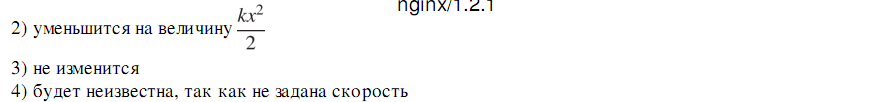 nginx/1.2.1
2) уменьшится на величину kx²/2
3) не изменится
4) будет неизвестна, так как не задана скорость